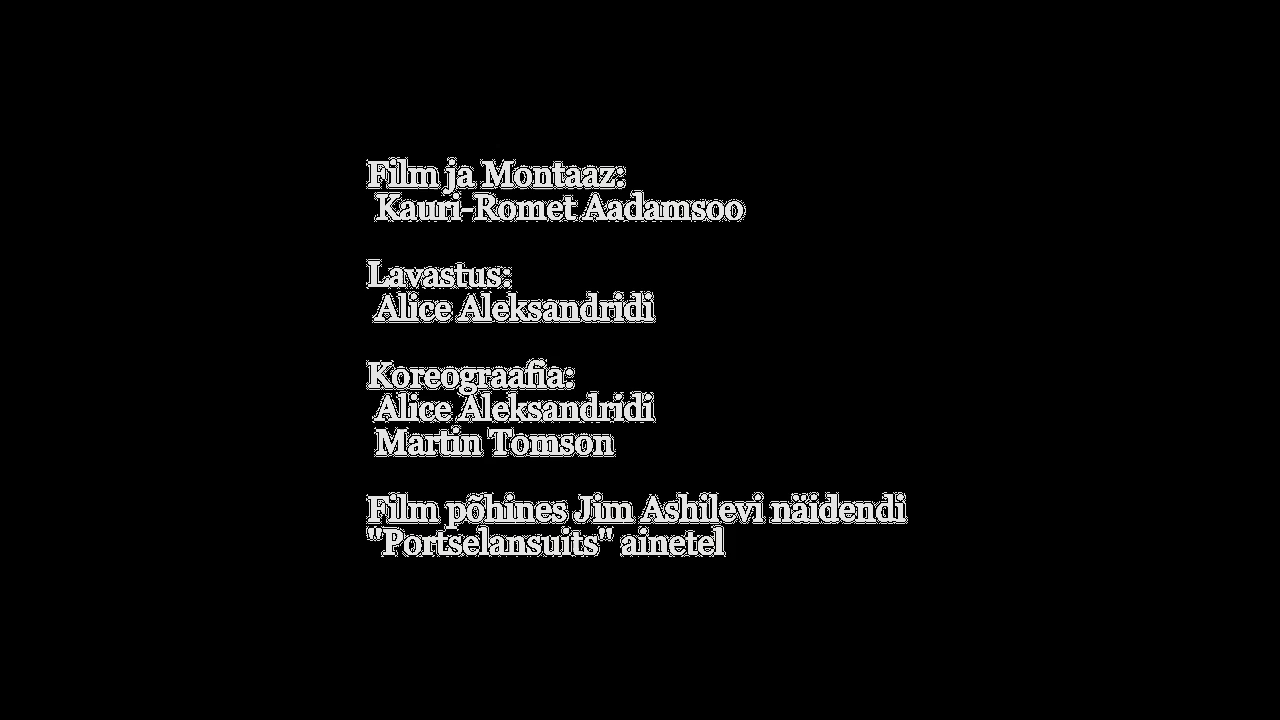 Film ja Montaaz:
Kauri-Romet Aadamsoo
Lavastus:
Alice Aleksandridi
Koreograafia:
Alice Aleksandridi
Martin Tomson
Film põhines Jim Ashilevi näidendi
"Portselansuits" ainetel